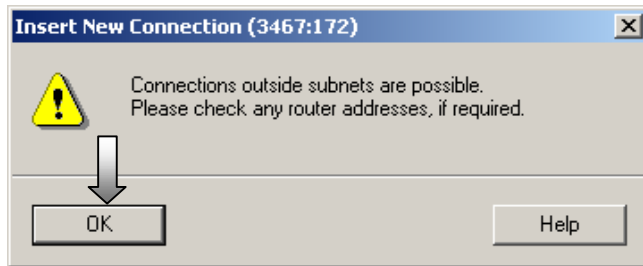 Insert New Connection (3467:172)
Connections outside subnets are possible.
Please check any router addresses, if required.
OK
Help